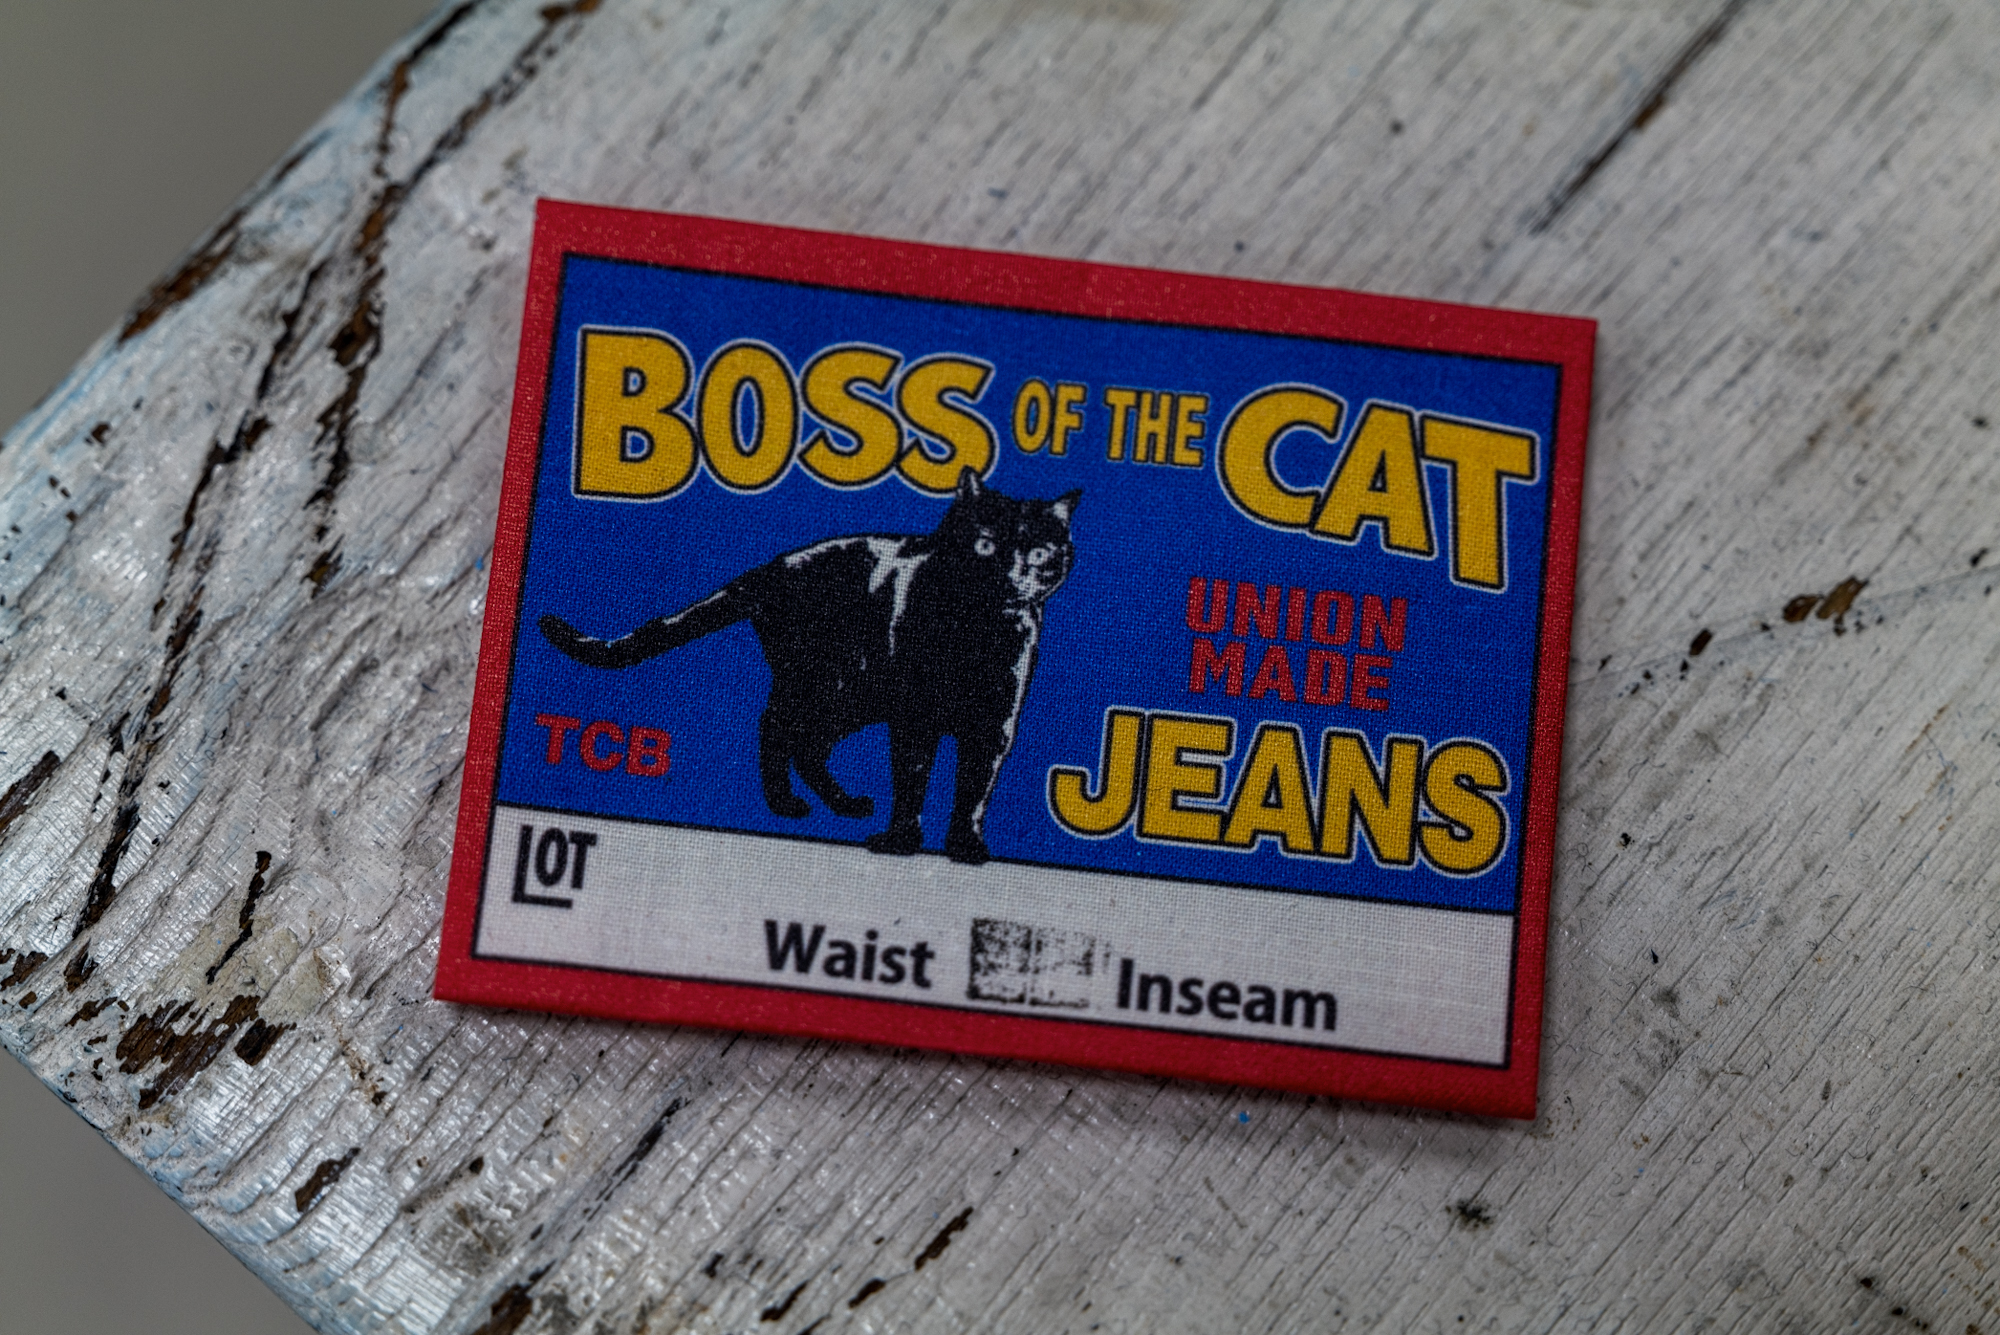 BOSS OF THE CAT
UNION
MADE
TCB
JEANS
LOT
Waist Inseam